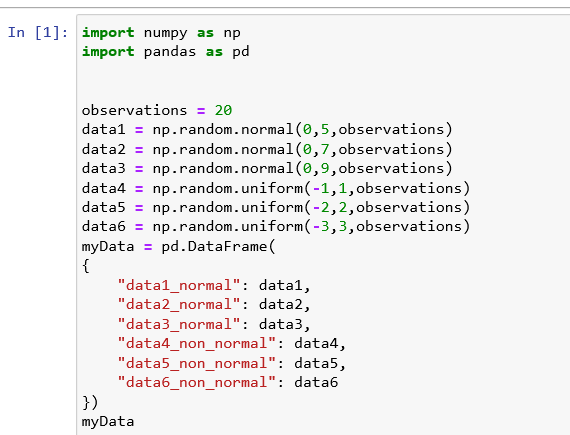 In [1]: import numpy as np
import pandas as pd
observations = 20
data1 = np.random.normal(0,5,observations)
data2 = np.random.normal(0,7,observations)
data3 = np.random.normal(0,9,observations)
data4 = np.random.uniform(-1,1,observations)
data5 = np.random.uniform(-2,2,observations)
data6 = np.random.uniform(-3,3,observations)
myData = pd.DataFrame(
{
    "data1_normal": data1,
    "data2_normal": data2,
    "data3_normal": data3,
    "data4_non_normal": data4,
    "data5_non_normal": data5,
    "data6_non_normal": data6
})
myData